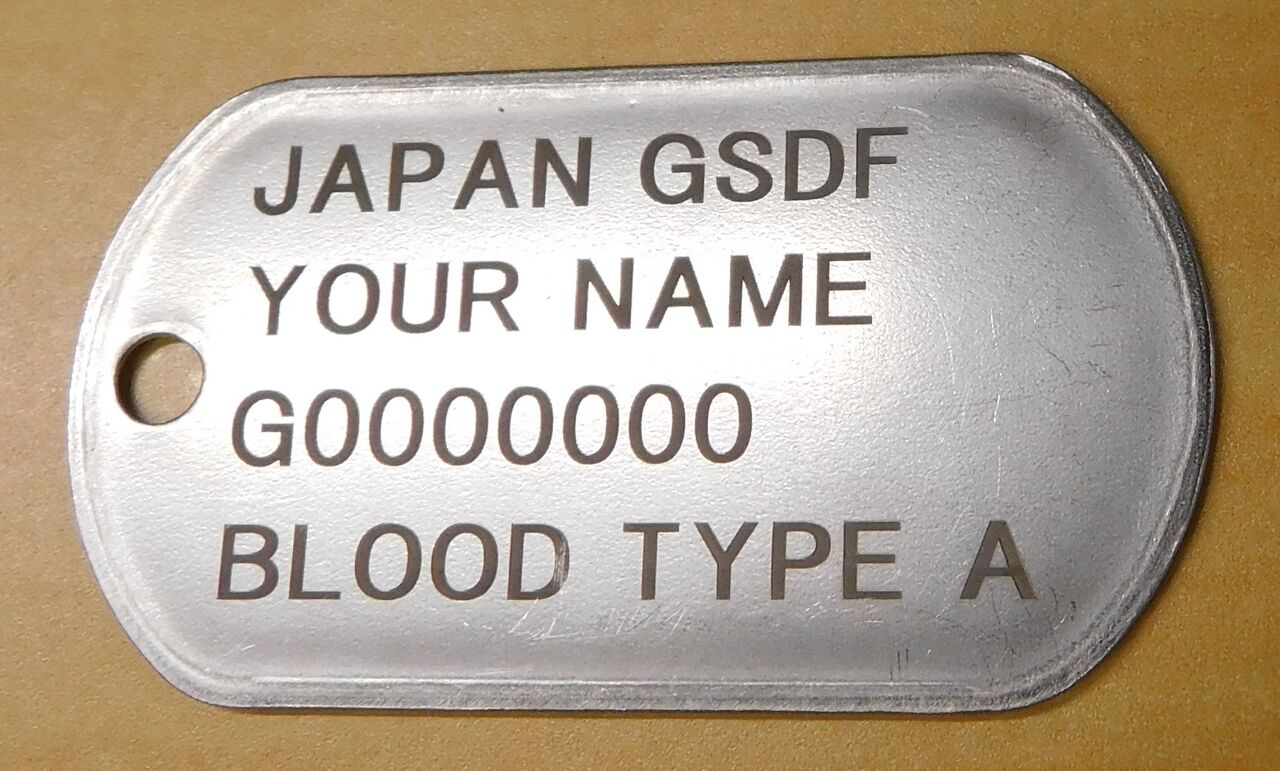 JAPAN GSDF
YOUR NAME
G0000000
BLOOD TYPE A